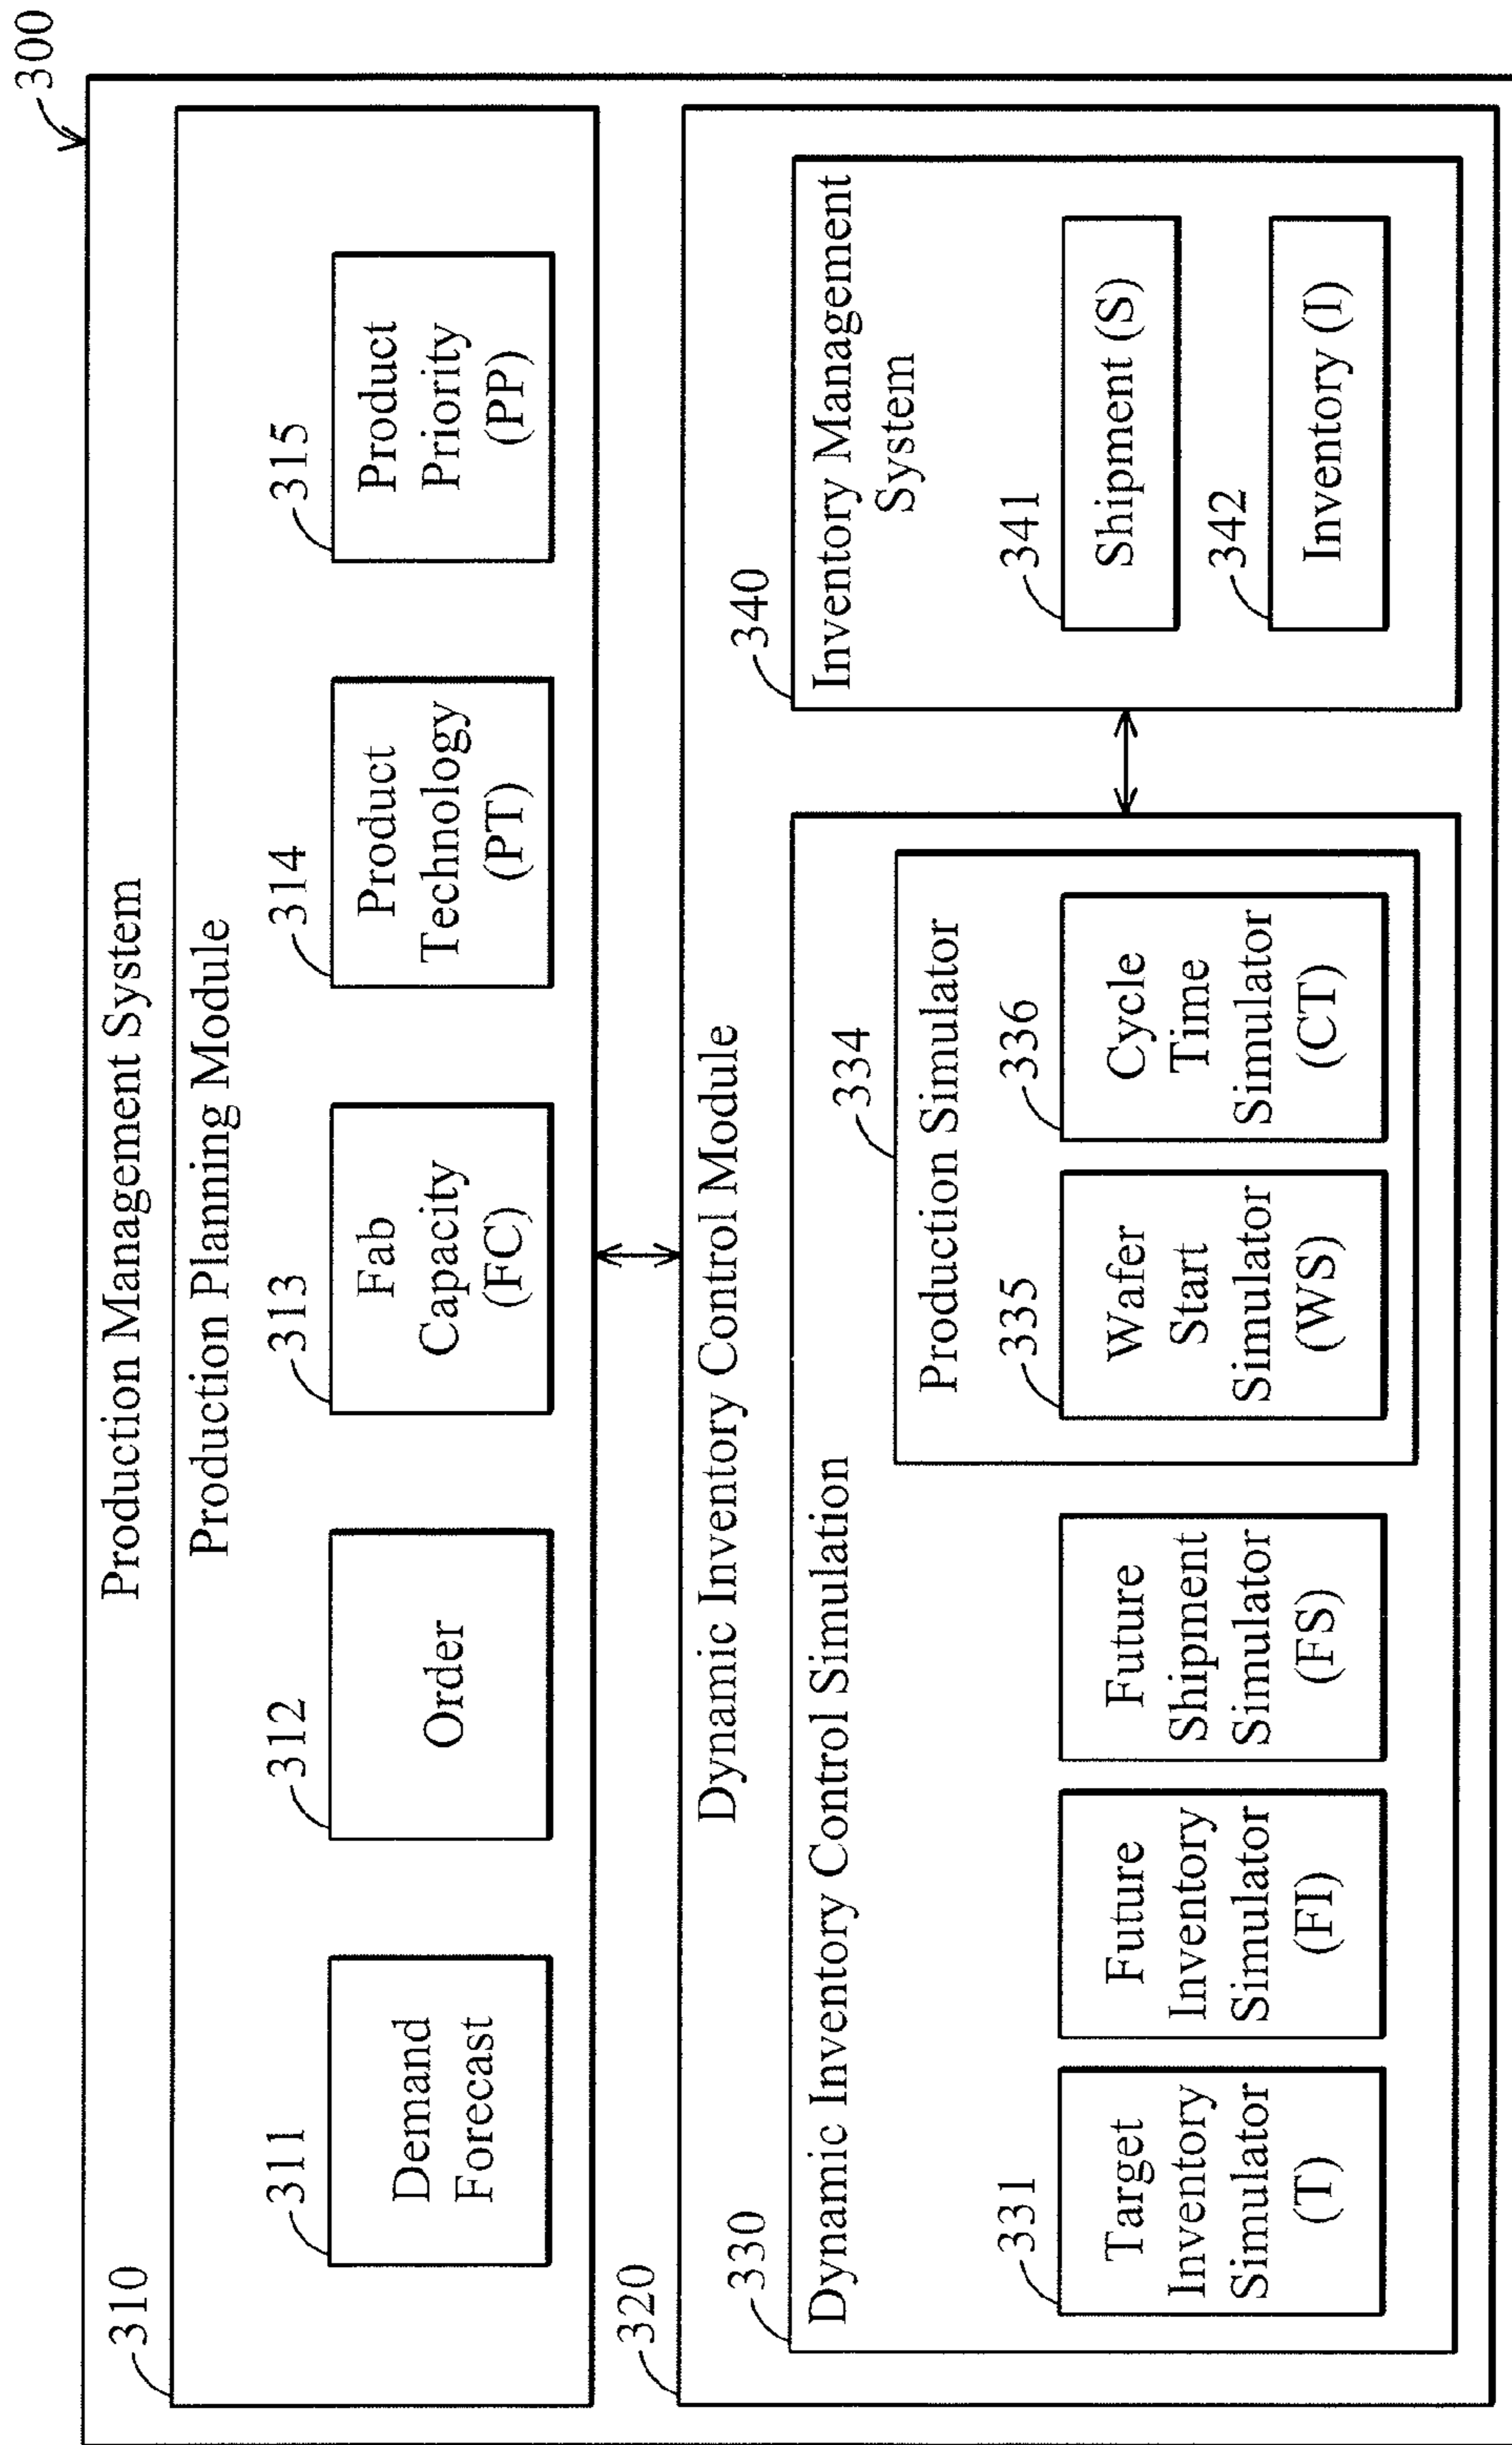 300
Production Management System
310
Production Planning Module
311
Demand
Forecast
312
Order
313
Fab
Capacity
(FC)
314
Product
Technology
(PT)
315
Product
Priority
(PP)
320
Dynamic Inventory Control Module
330
Dynamic Inventory Control Simulation
331
Target
Inventory
Simulator
(T)
Future
Inventory
Simulator
(FI)
Future
Shipment
Simulator
(FS)
334
Production Simulator
335
Wafer
Start
Simulator
(WS)
336
Cycle
Time
Simulator
(CT)
340
Inventory Management
System
341
Shipment (S)
342
Inventory (I)